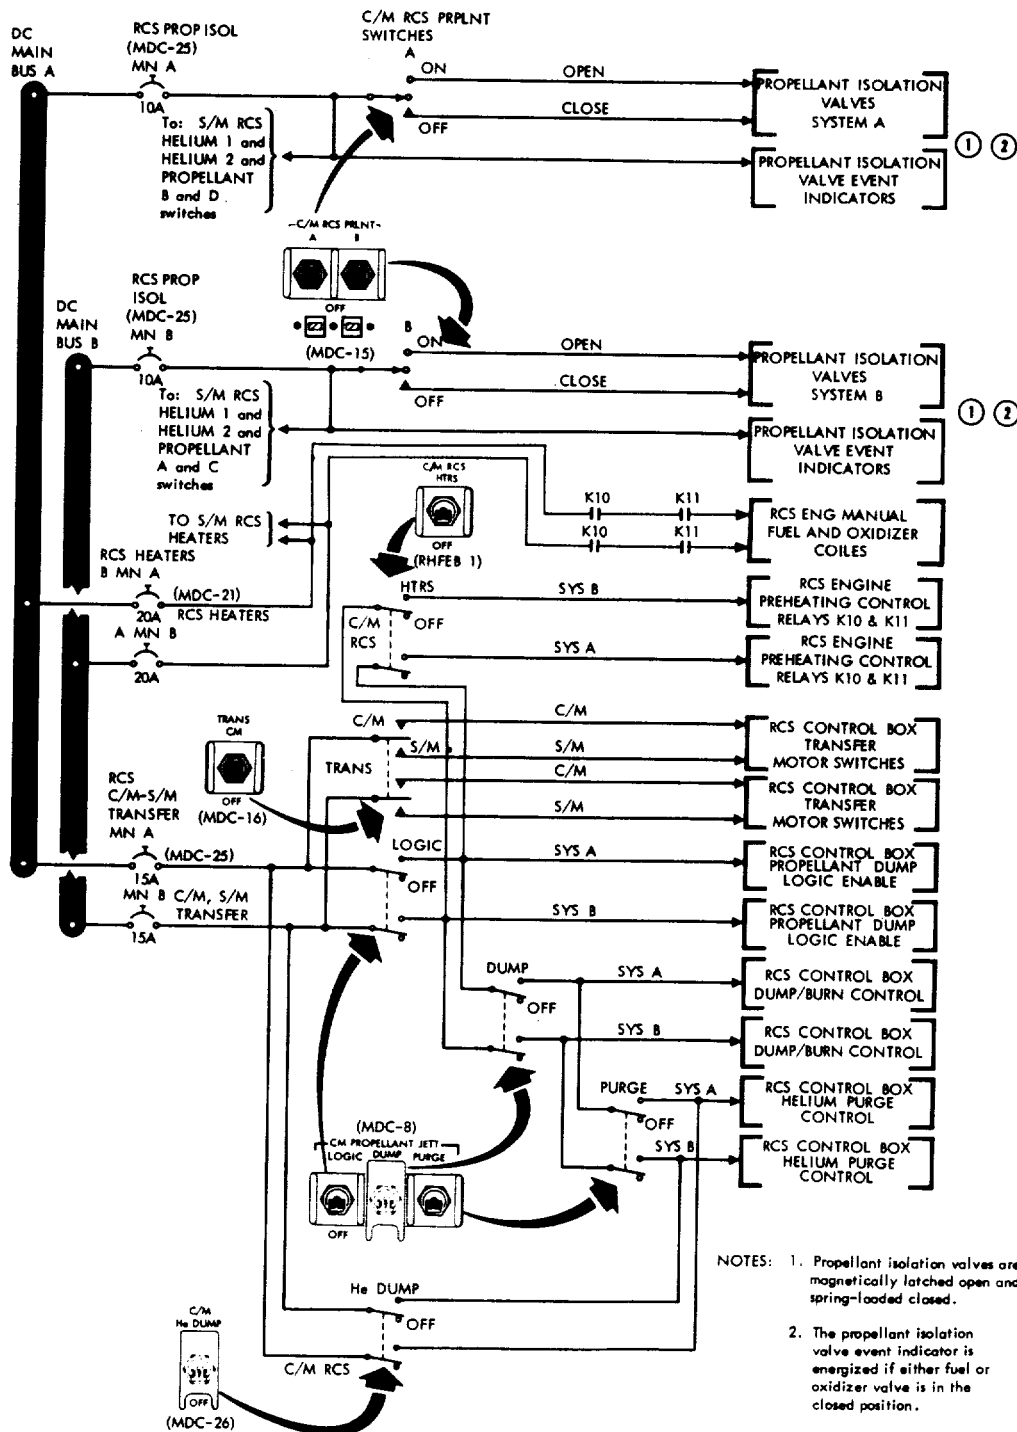 DC
MAIN
BUS A
RCS PROP ISOL
(MDC-25)
MN A
10A
C/M RCS PRPLNT
SWITCHES
A
ON
OFF
OPEN
CLOSE
PROPELLANT ISOLATION
VALVES
SYSTEM A
1 2
To: S/M RCS
HELIUM 1 and
HELIUM 2 and
PROPELLANT
B and D
switches
PROPELLANT ISOLATION
VALVE EVENT
INDICATORS
C/M RCS PRLNT
A B
OFF
(MDC-15)
DC
MAIN
BUS B
RCS PROP
ISOL
(MDC-25)
MN B
10A
B
ON
OFF
OPEN
CLOSE
PROPELLANT ISOLATION
VALVES
SYSTEM B
1 2
To: S/M RCS
HELIUM 1 and
HELIUM 2 and
PROPELLANT
A and C
switches
PROPELLANT ISOLATION
VALVE EVENT
INDICATORS
C/M RCS
HTRS
OFF
(RHFEB 1)
K10 K11
K10 K11
RCS ENG MANUAL
FUEL AND OXIDIZER
COILES
TO S/M RCS
HEATERS
RCS HEATERS
B MN A
(MDC-21)
20A
RCS HEATERS
A MN B
20A
HTRS
OFF
C/M
RCS
SYS B
RCS ENGINE
PREHEATING CONTROL
RELAYS K10 & K11
SYS A
RCS ENGINE
PREHEATING CONTROL
RELAYS K10 & K11
TRANS
CM
OFF
(MDC-16)
C/M
S/M
TRANS
C/M
S/M
RCS CONTROL BOX
TRANSFER
MOTOR SWITCHES
C/M
S/M
RCS CONTROL BOX
TRANSFER
MOTOR SWITCHES
RCS
C/M-S/M
TRANSFER
MN A
(MDC-25)
15A
MN B C/M, S/M
TRANSFER
15A
LOGIC
OFF
SYS A
RCS CONTROL BOX
PROPELLANT DUMP
LOGIC ENABLE
SYS B
RCS CONTROL BOX
PROPELLANT DUMP
LOGIC ENABLE
DUMP
OFF
SYS A
RCS CONTROL BOX
DUMP/BURN CONTROL
SYS B
RCS CONTROL BOX
DUMP/BURN CONTROL
PURGE
OFF
SYS A
RCS CONTROL BOX
HELIUM PURGE
CONTROL
SYS B
RCS CONTROL BOX
HELIUM PURGE
CONTROL
(MDC-8)
CM PROPELLANT JETT
LOGIC DUMP PURGE
OFF
He DUMP
OFF
C/M RCS
C/M
He DUMP
OFF
(MDC-26)
NOTES: 1. Propellant isolation valves are
magnetically latched open and
spring-loaded closed.
2. The propellant isolation
valve event indicator is
energized if either fuel or
oxidizer valve is in the
closed position.